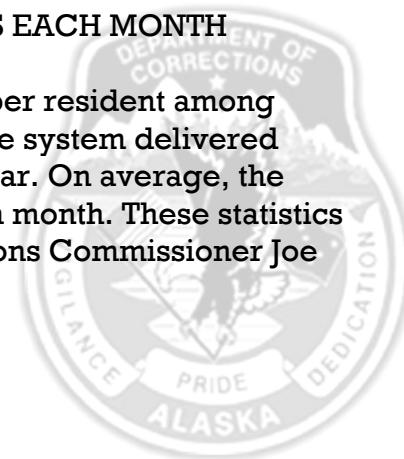 S EACH MONTH
per resident among
e system delivered
ar. On average, the
n month. These statistics
ons Commissioner Joe
DEPARTMENT OF
CORRECTIONS
GILANCE
PRIDE
DEDICATION
ALASKA